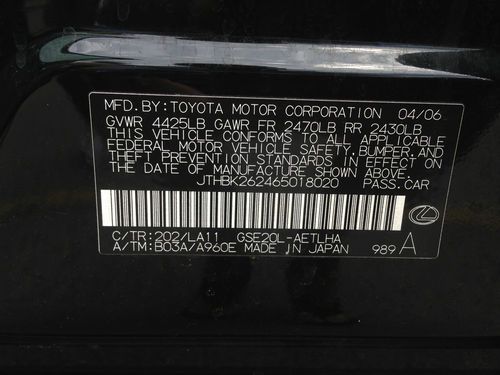 MFD.BY:TOYOTA MOTOR CORPORATION 04/06
GVWR 4425LB GAWR FR 2470LB RR 2430LB
THIS VEHICLE CONFORMS TO ALL APPLICABLE
FEDERAL MOTOR VEHICLE SAFETY, BUMPER,AND
THEFT PREVENTION STANDARDS IN EFFECT ON
THE DATE OF MANUFACTURE SHOWN ABOVE.
JTHBK262465018020 PASS.CAR
C/TR:202/LA11 GSE20L-AETLHA
A/TM:B03A/A960E MADE IN JAPAN 989 A